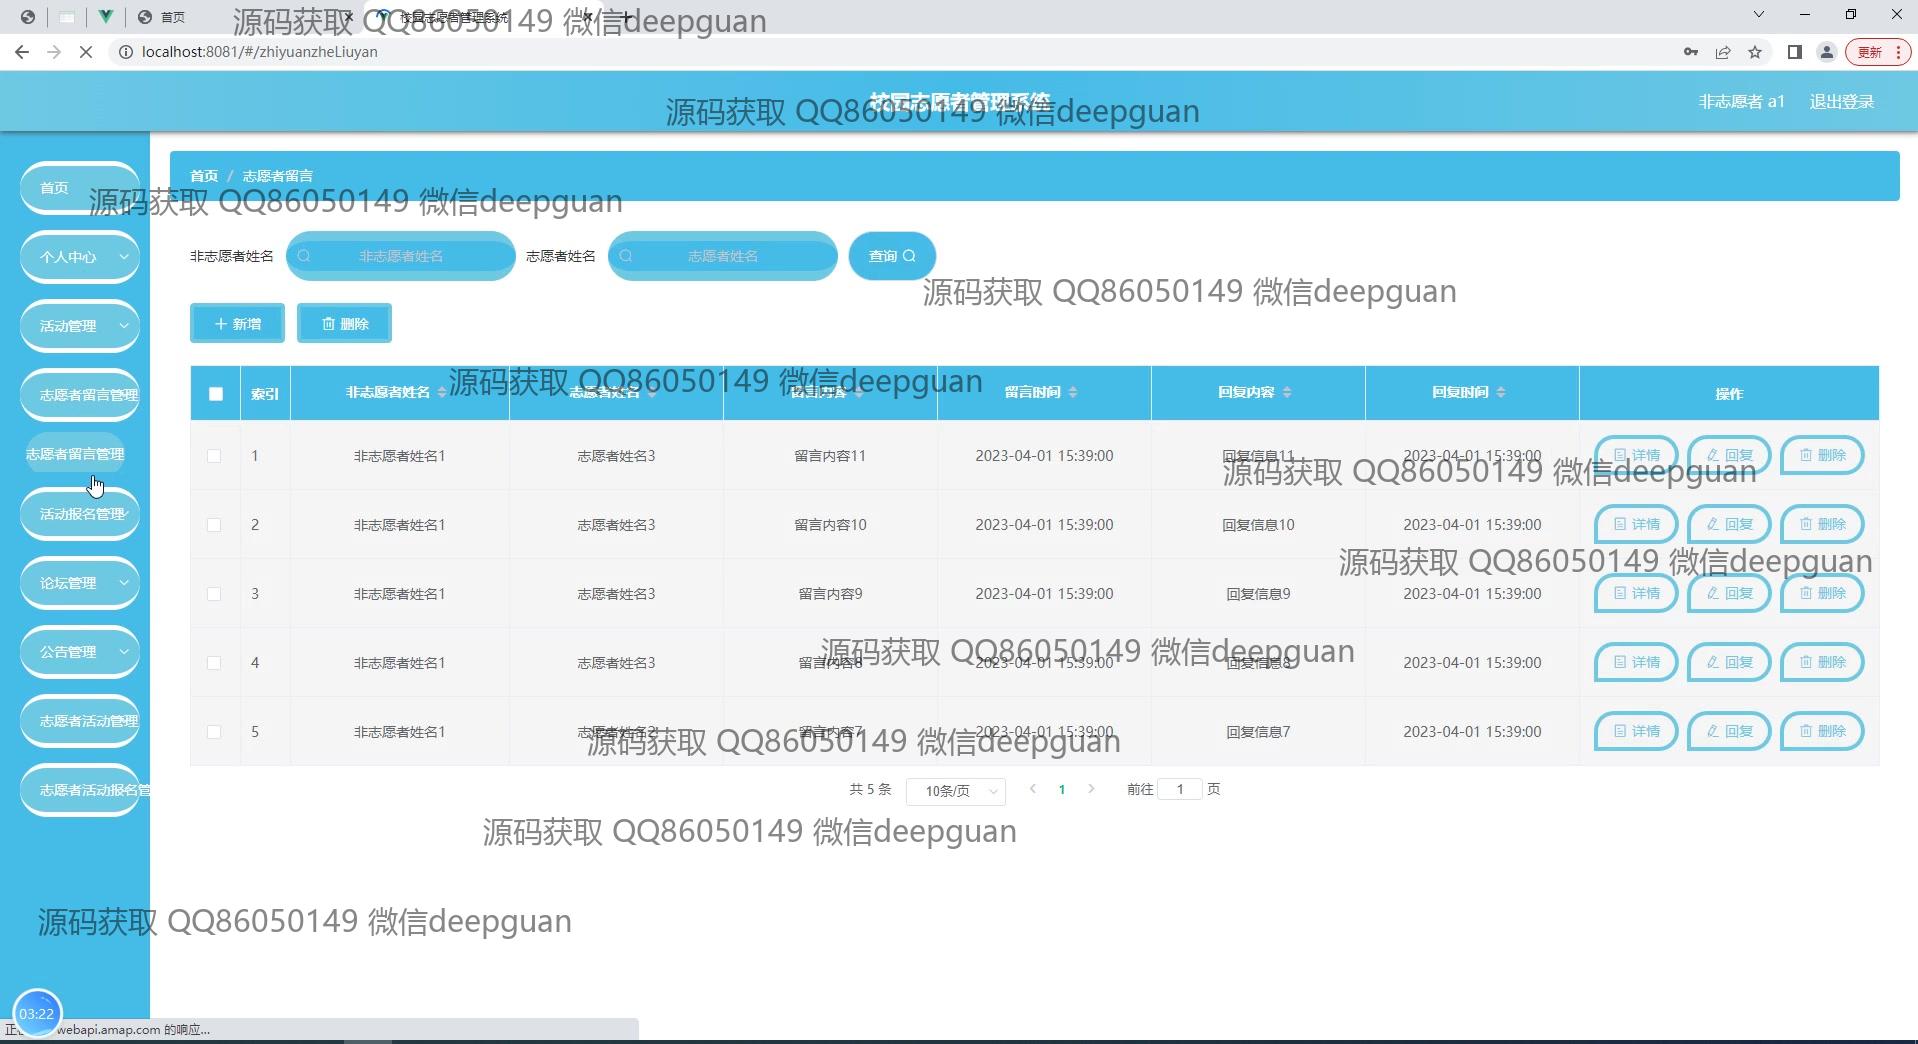 首页
校园志愿者管理系统
源码获取 QQ86050149 微信deepguan
localhost:8081/#/zhiyuanzheLiuyan
更新
校园志愿者管理系统
非志愿者 a1
退出登录
源码获取 QQ86050149 微信deepguan
首页 / 志愿者留言
源码获取 QQ86050149 微信deepguan
首页
个人中心
活动管理
志愿者留言管理
志愿者留言管理
活动报名管理
论坛管理
公告管理
志愿者活动管理
志愿者活动报名管
非志愿者姓名 非志愿者姓名 志愿者姓名 志愿者姓名 查询
源码获取 QQ86050149 微信deepguan
新增 删除
索引 非志愿者姓名 志愿者姓名 留言内容 留言时间 回复内容 回复时间 操作
源码获取 QQ86050149 微信deepguan
1 非志愿者姓名1 志愿者姓名3 留言内容11 2023-04-01 15:39:00 回复信息11 2023-04-01 15:39:00 详情 回复 删除
源码获取 QQ86050149 微信deepguan
2 非志愿者姓名1 志愿者姓名3 留言内容10 2023-04-01 15:39:00 回复信息10 2023-04-01 15:39:00 详情 回复 删除
源码获取 QQ86050149 微信deepguan
3 非志愿者姓名1 志愿者姓名3 留言内容9 2023-04-01 15:39:00 回复信息9 2023-04-01 15:39:00 详情 回复 删除
4 非志愿者姓名1 志愿者姓名3 留言内容8 2023-04-01 15:39:00 回复信息8 2023-04-01 15:39:00 详情 回复 删除
源码获取 QQ86050149 微信deepguan
5 非志愿者姓名1 志愿者姓名2 留言内容7 2023-04-01 15:39:00 回复信息7 2023-04-01 15:39:00 详情 回复 删除
源码获取 QQ86050149 微信deepguan
共 5 条 10条/页 1 前往 1 页
源码获取 QQ86050149 微信deepguan
源码获取 QQ86050149 微信deepguan
03:22
webapi.amap.com 的响应...